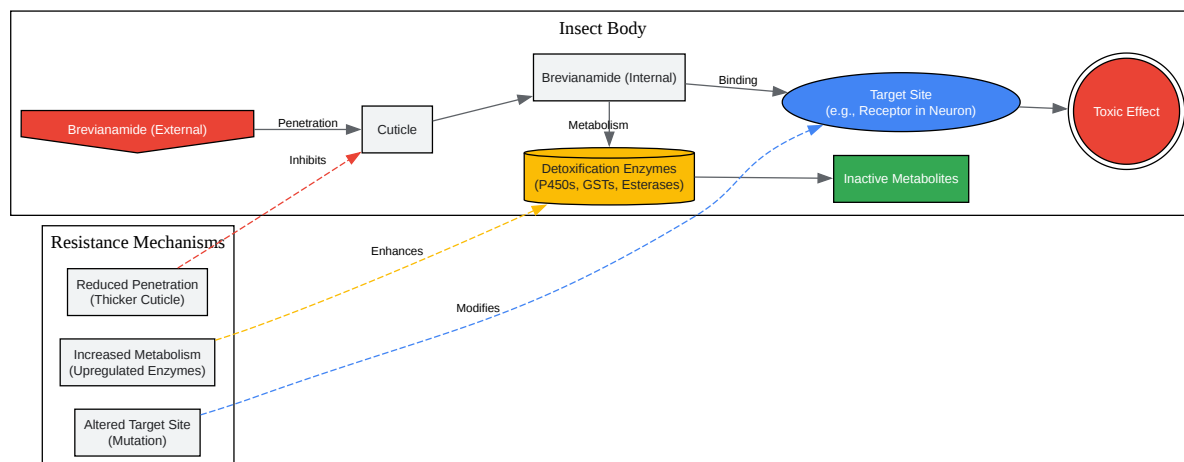 Insect Body
Brevianamide (External)
Penetration
Cuticle
Brevianamide (Internal)
Binding
Target Site
(e.g., Receptor in Neuron)
Toxic Effect
Metabolism
Inhibits
Detoxification Enzymes
(P450s, GSTs, Esterases)
Inactive Metabolites
Resistance Mechanisms
Reduced Penetration
(Thicker Cuticle)
Enhances
Increased Metabolism
(Upregulated Enzymes)
Modifies
Altered Target Site
(Mutation)